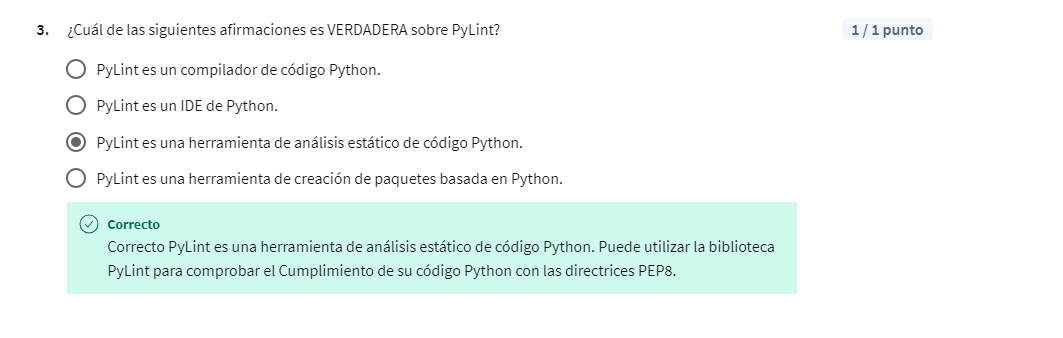 3. ¿Cuál de las siguientes afirmaciones es VERDADERA sobre PyLint?
1 / 1 punto
PyLint es un compilador de código Python.
PyLint es un IDE de Python.
PyLint es una herramienta de análisis estático de código Python.
PyLint es una herramienta de creación de paquetes basada en Python.
Correcto
Correcto PyLint es una herramienta de análisis estático de código Python. Puede utilizar la biblioteca
PyLint para comprobar el Cumplimiento de su código Python con las directrices PEP8.